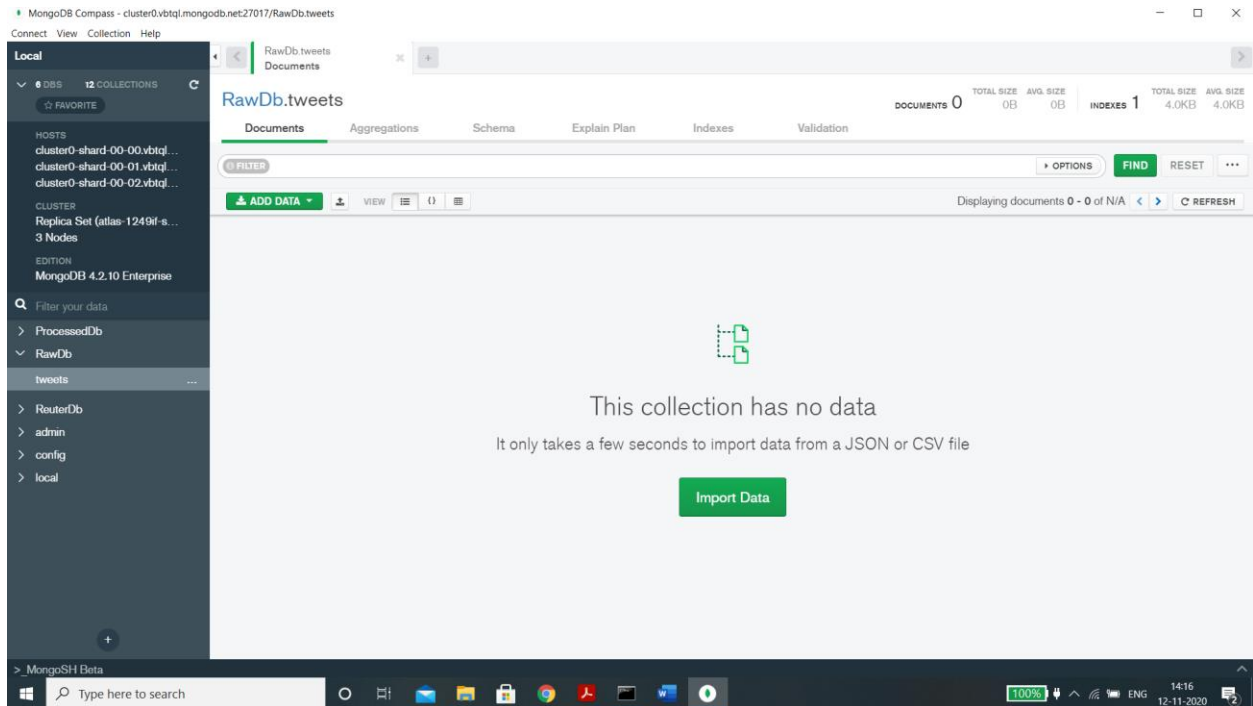 MongoDB Compass - cluster0.vbtql.mongodb.net:27017/RawDb.tweets
Connect View Collection Help
Local
6 DBS 12 COLLECTIONS
☆ FAVORITE
HOSTS
cluster0-shard-00-00.vbtql...
cluster0-shard-00-01.vbtql...
cluster0-shard-00-02.vbtql...
CLUSTER
Replica Set (atlas-1249if-s...
3 Nodes
EDITION
MongoDB 4.2.10 Enterprise
Filter your data
ProcessedDb
RawDb
tweets ...
ReuterDb
admin
config
local
>_MongoSH Beta
RawDb.tweets
Documents
RawDb.tweets
DOCUMENTS 0 TOTAL SIZE 0B AVG. SIZE 0B INDEXES 1 TOTAL SIZE 4.0KB AVG. SIZE 4.0KB
Documents Aggregations Schema Explain Plan Indexes Validation
FILTER OPTIONS FIND RESET ...
ADD DATA VIEW {} Displaying documents 0 - 0 of N/A < > REFRESH
This collection has no data
It only takes a few seconds to import data from a JSON or CSV file
Import Data
Type here to search
W
100% ENG 14:16
12-11-2020
2